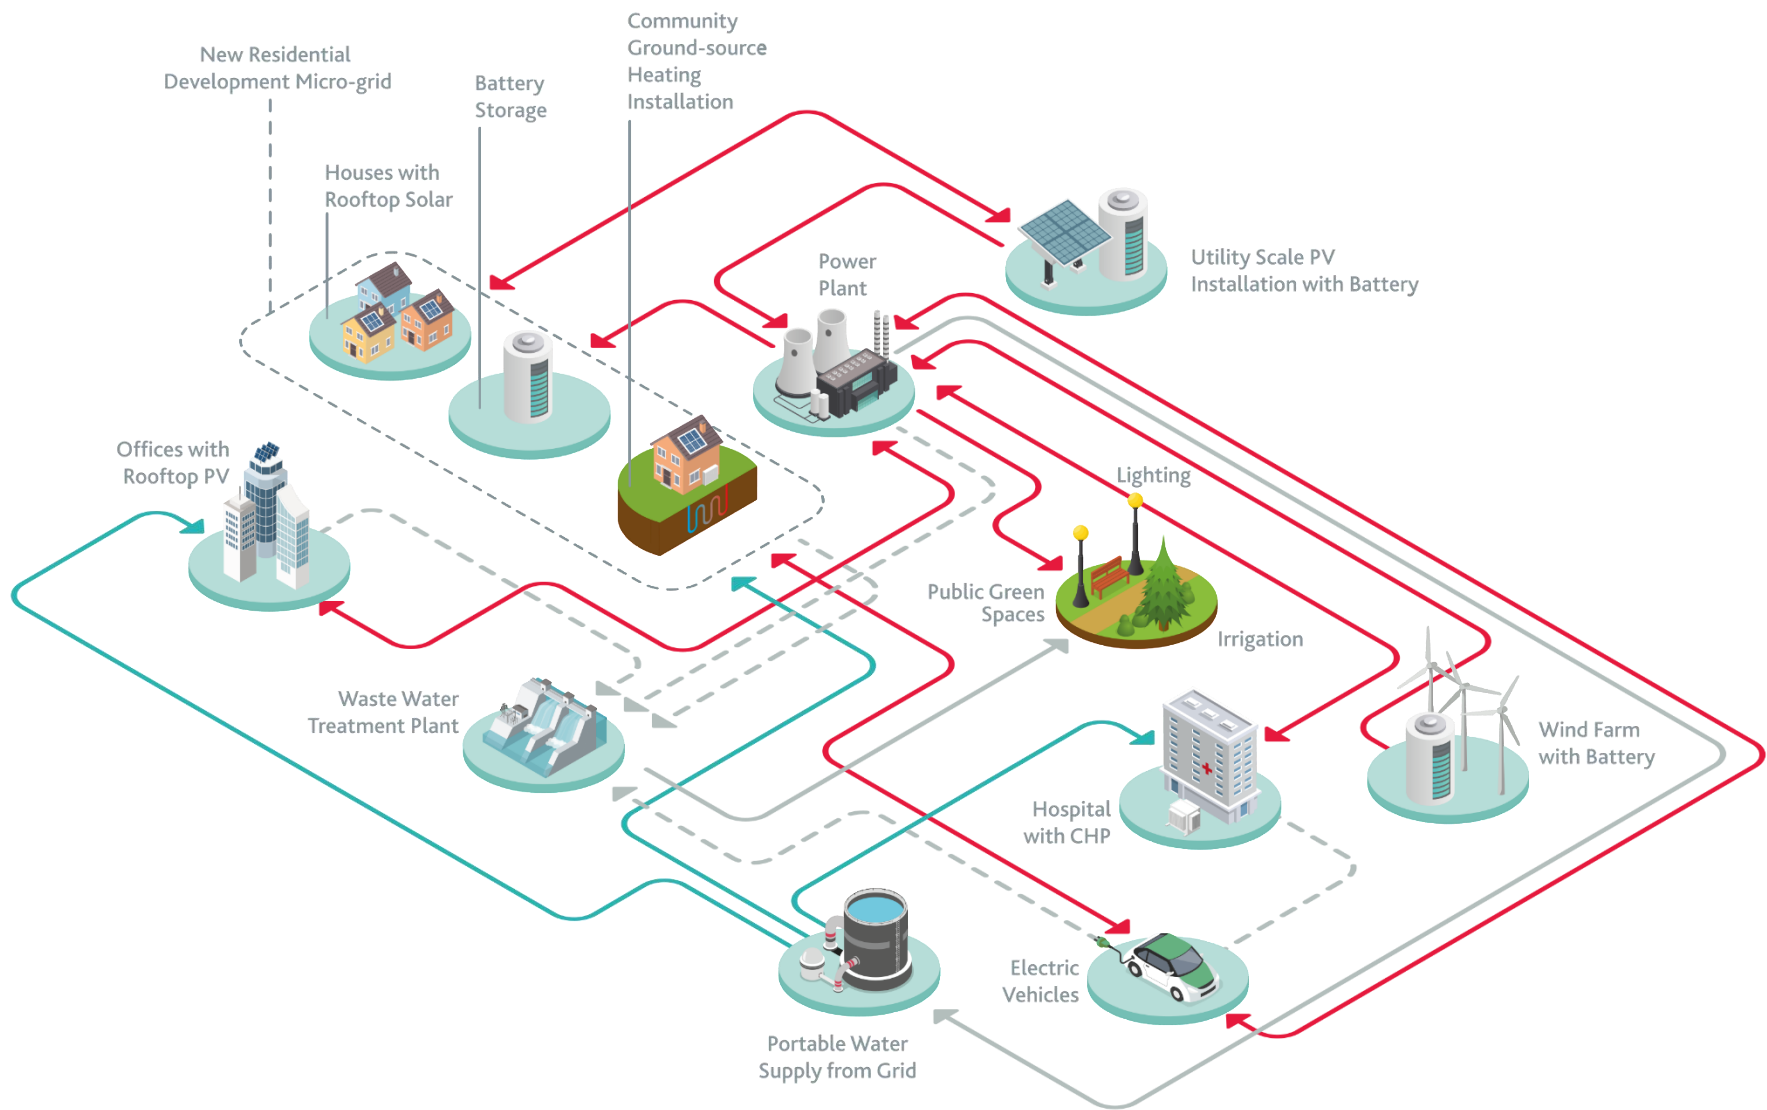 Community
Ground-source
Heating
Installation
New Residential
Development Micro-grid
Battery
Storage
Houses with
Rooftop Solar
Power
Plant
Utility Scale PV
Installation with Battery
Offices with
Rooftop PV
Lighting
Public Green
Spaces
Irrigation
Waste Water
Treatment Plant
Wind Farm
with Battery
Hospital
with CHP
Electric
Vehicles
Portable Water
Supply from Grid